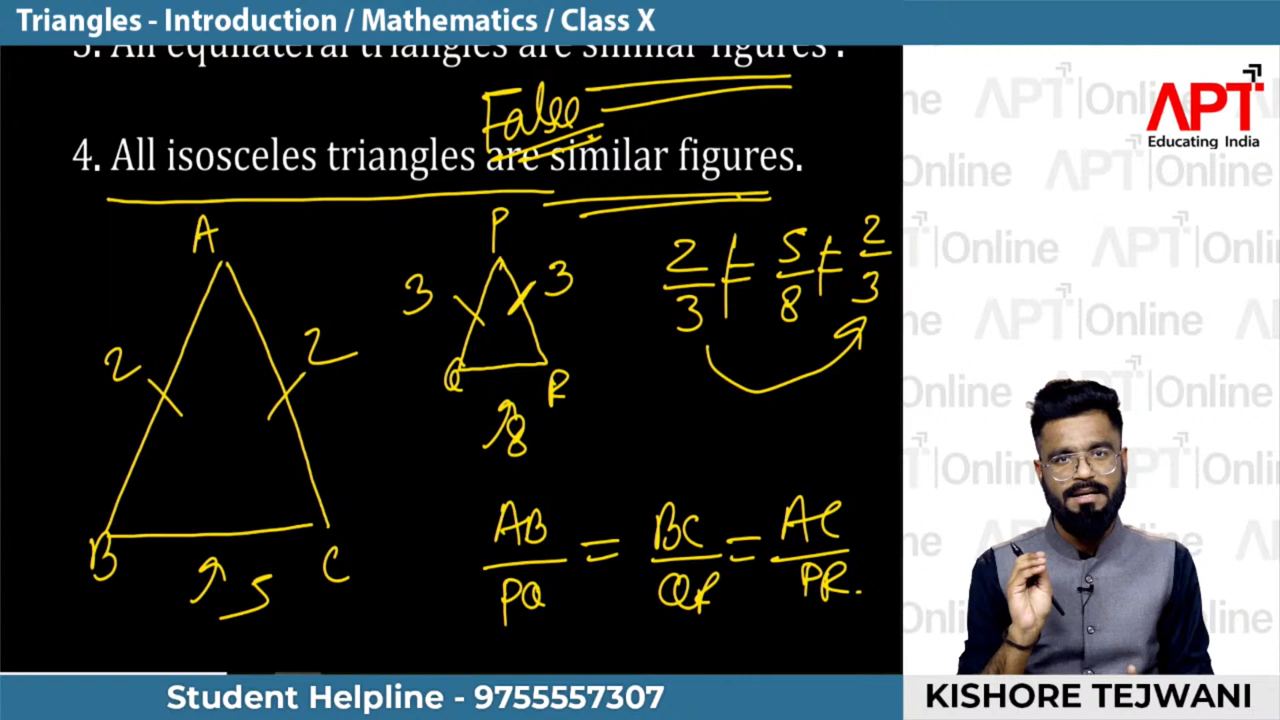 Triangles - Introduction / Mathematics / Class X
3. All equilateral triangles are similar figures .
False
4. All isosceles triangles are similar figures.
A
P
2/3 ≠ 5/8 ≠ 2/3
3 3
2 2
Q R
8
B C
5
AB/PQ = BC/QR = AC/PR.
APT
Educating India
APT|Online
Student Helpline - 9755557307
KISHORE TEJWANI